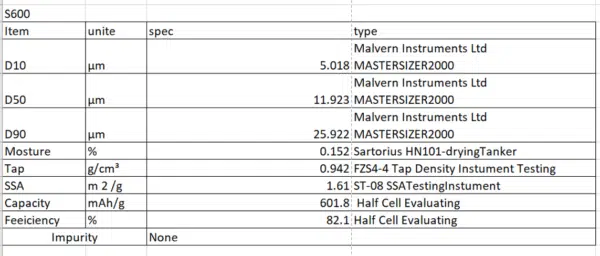 S600
Item unite spec type
Malvern Instruments Ltd
D10 μm 5.018 MASTERSIZER2000
Malvern Instruments Ltd
D50 μm 11.923 MASTERSIZER2000
Malvern Instruments Ltd
D90 μm 25.922 MASTERSIZER2000
Mosture % 0.152 Sartorius HN101-dryingTanker
Tap g/cm³ 0.942 FZS4-4 Tap Density Instument Testing
SSA m 2 /g 1.61 ST-08 SSATestingInstument
Capacity mAh/g 601.8 Half Cell Evaluating
Feeiciency % 82.1 Half Cell Evaluating
Impurity None